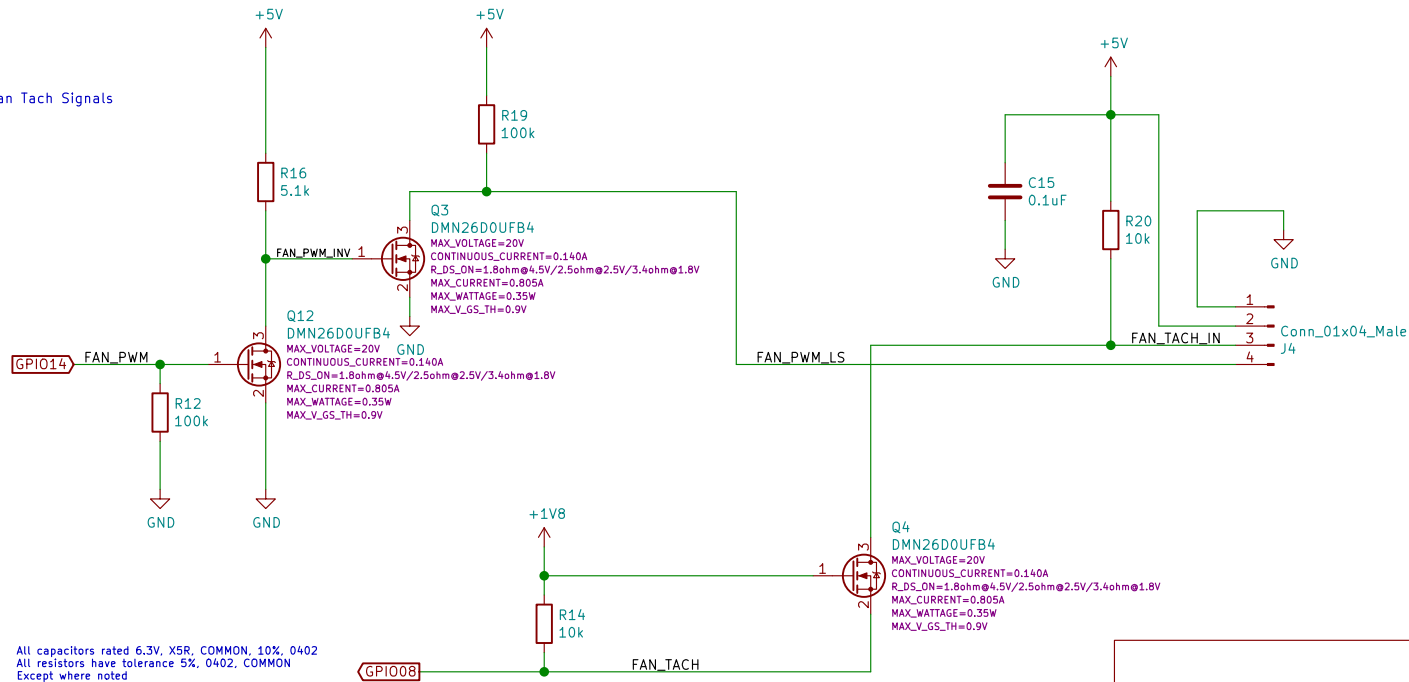 +5V
+5V
+5V
an Tach Signals
R19
100k
R16
5.1k
C15
0.1uF
R20
10k
GND
GND
Q3
DMN26D0UFB4
MAX_VOLTAGE=20V
CONTINUOUS_CURRENT=0.140A
R_DS_ON=1.8ohm@4.5V/2.5ohm@2.5V/3.4ohm@1.8V
MAX_CURRENT=0.805A
MAX_WATTAGE=0.35W
MAX_V_GS_TH=0.9V
FAN_PWM_INV
1
3
2
GND
Q12
DMN26D0UFB4
MAX_VOLTAGE=20V
CONTINUOUS_CURRENT=0.140A
R_DS_ON=1.8ohm@4.5V/2.5ohm@2.5V/3.4ohm@1.8V
MAX_CURRENT=0.805A
MAX_WATTAGE=0.35W
MAX_V_GS_TH=0.9V
GPIO14
FAN_PWM
1
3
2
R12
100k
GND
GND
FAN_PWM_LS
FAN_TACH_IN
1
2
3
4
Conn_01x04_Male
J4
+1V8
Q4
DMN26D0UFB4
MAX_VOLTAGE=20V
CONTINUOUS_CURRENT=0.140A
R_DS_ON=1.8ohm@4.5V/2.5ohm@2.5V/3.4ohm@1.8V
MAX_CURRENT=0.805A
MAX_WATTAGE=0.35W
MAX_V_GS_TH=0.9V
1
3
2
R14
10k
GPIO08
FAN_TACH
All capacitors rated 6.3V, X5R, COMMON, 10%, 0402
All resistors have tolerance 5%, 0402, COMMON
Except where noted